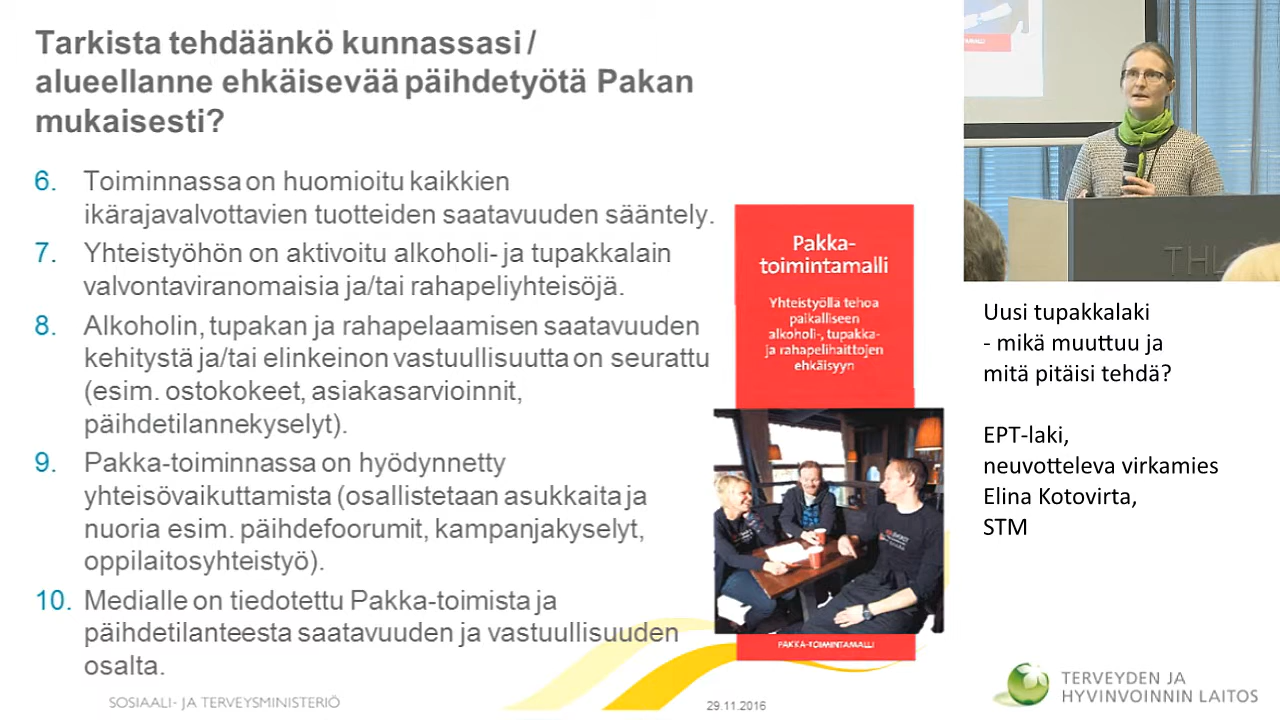 Tarkista tehdäänkö kunnassasi /
alueellanne ehkäisevää päihdetyötä Pakan
mukaisesti?
6. Toiminnassa on huomioitu kaikkien
ikärajavalvottavien tuotteiden saatavuuden sääntely.
7. Yhteistyöhön on aktivoitu alkoholi- ja tupakkalain
valvontaviranomaisia ja/tai rahapeliyhteisöjä.
8. Alkoholin, tupakan ja rahapelaamisen saatavuuden
kehitystä ja/tai elinkeinon vastuullisuutta on seurattu
(esim. ostokokeet, asiakasarvioinnit,
päihdetilannekyselyt).
9. Pakka-toiminnassa on hyödynnetty
yhteisövaikuttamista (osallistetaan asukkaita ja
nuoria esim. päihdefoorumit, kampanjakyselyt,
oppilaitosyhteistyö).
10. Medialle on tiedotettu Pakka-toimista ja
päihdetilanteesta saatavuuden ja vastuullisuuden
osalta.
SOSIAALI- JA TERVEYSMINISTERIÖ
29.11.2016
Pakka-
toimintamalli
Yhteistyöllä tehoa
paikalliseen
alkoholi-, tupakka-
ja rahapelihaittojen
ehkäisyyn
PAKKA-TOIMINTAMALLI
THL
Uusi tupakkalaki
- mikä muuttuu ja
mitä pitäisi tehdä?
EPT-laki,
neuvotteleva virkamies
Elina Kotovirta,
STM
TERVEYDEN JA
HYVINVOINNIN LAITOS